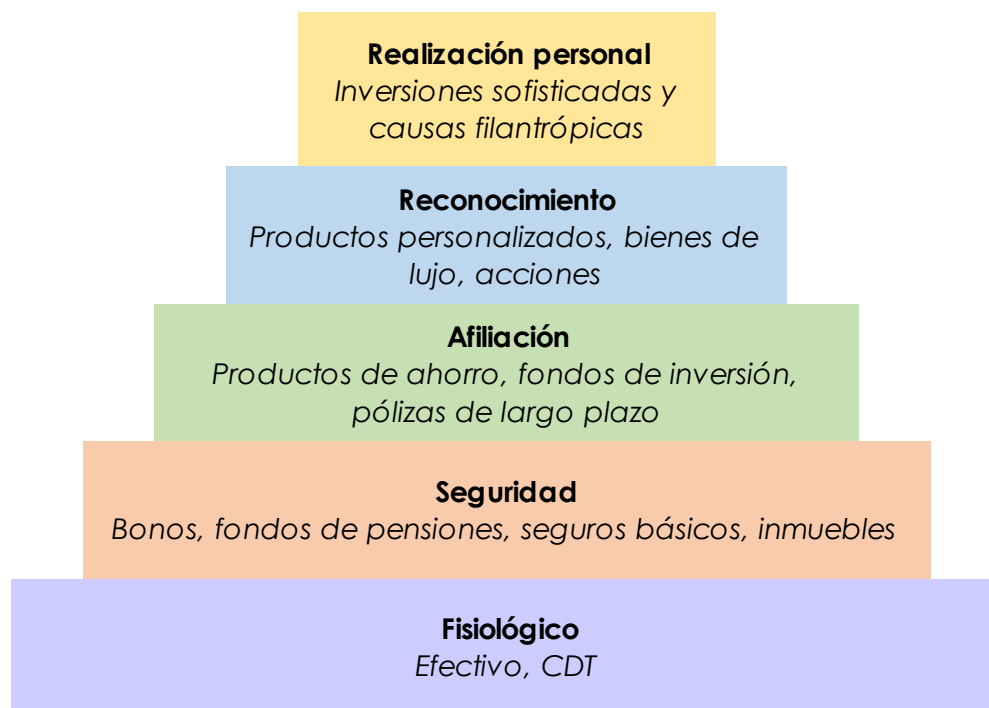 Realización personal
Inversiones sofisticadas y
causas filantrópicas
Reconocimiento
Productos personalizados, bienes de
lujo, acciones
Afiliación
Productos de ahorro, fondos de inversión,
pólizas de largo plazo
Seguridad
Bonos, fondos de pensiones, seguros básicos, inmuebles
Fisiológico
Efectivo, CDT